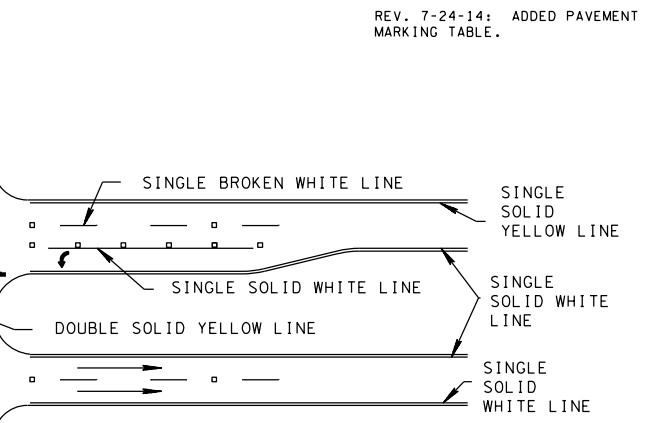 REV. 7-24-14: ADDED PAVEMENT
MARKING TABLE.
SINGLE BROKEN WHITE LINE
SINGLE
SOLID
YELLOW LINE
SINGLE SOLID WHITE LINE
SINGLE
SOLID WHITE
LINE
DOUBLE SOLID YELLOW LINE
SINGLE
SOLID
WHITE LINE